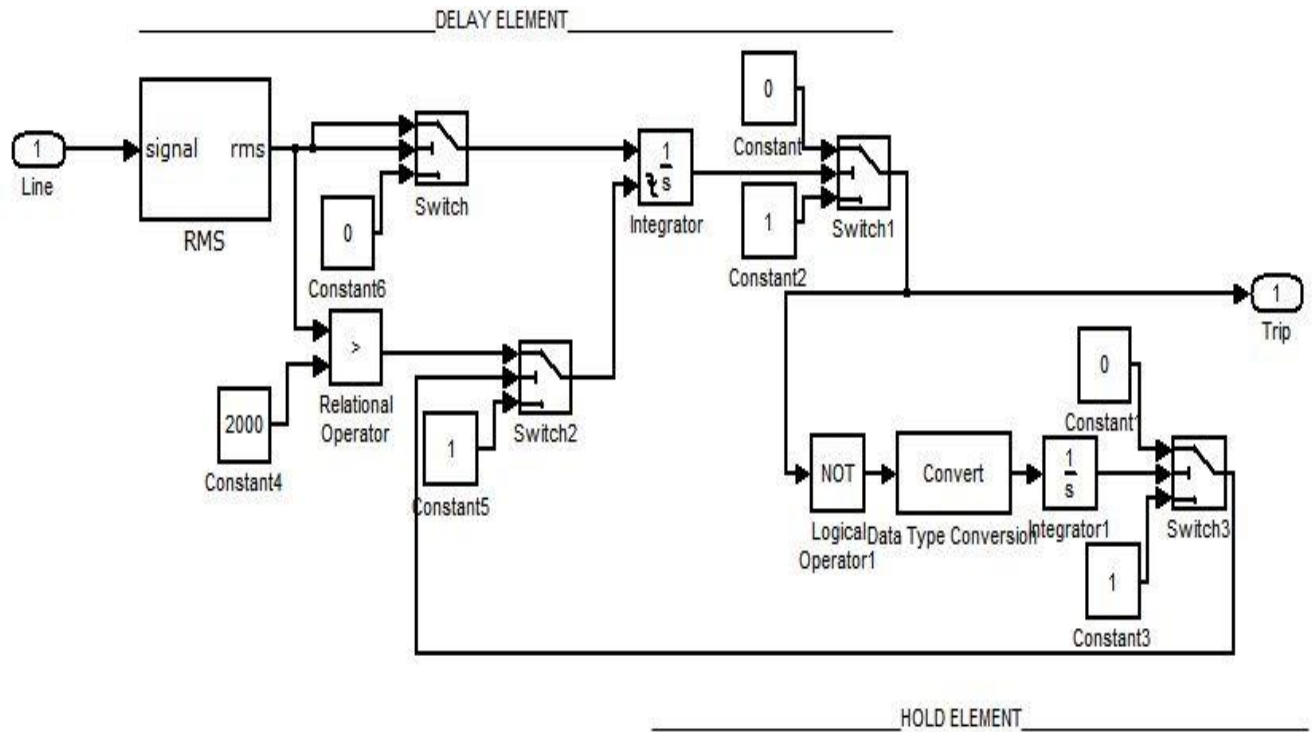 DELAY ELEMENT
0
Constant
signal rms
1
Line
Switch
1
s
Integrator
RMS
0
Constant6
1
Constant2
Switch1
1
Trip
>
Relational
Operator
2000
Constant4
Switch2
1
Constant5
0
Constant1
NOT
Logical
Operator1
Convert
Data Type Conversion
1
s
Integrator1
Switch3
1
Constant3
HOLD ELEMENT